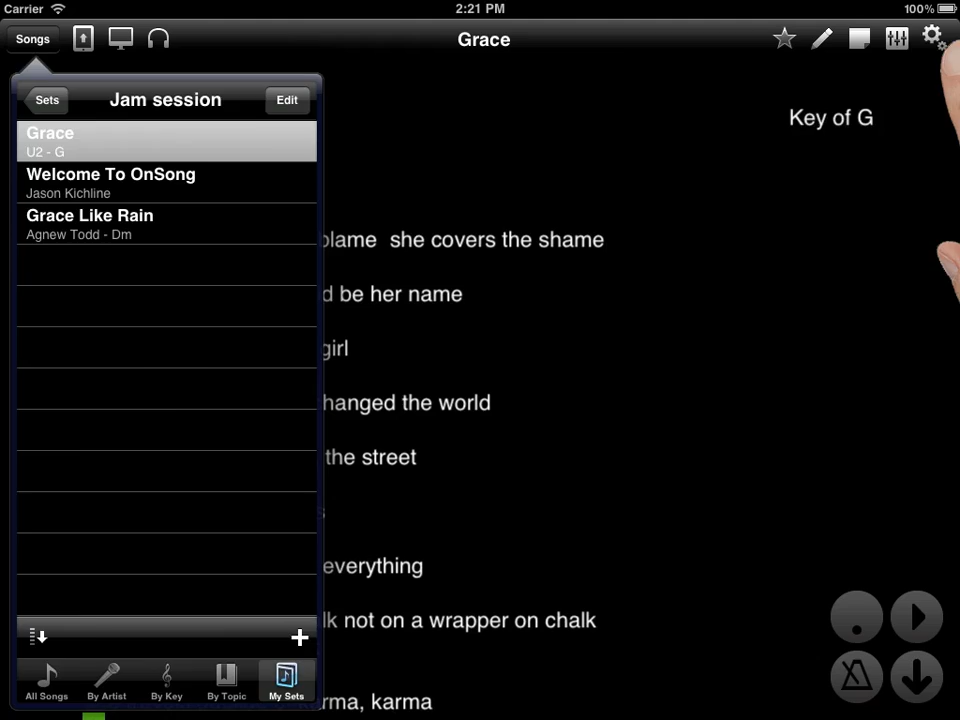 Carrier 2:21 PM 100%
Songs Grace
Sets Jam session Edit
Grace
U2 - G
Welcome To OnSong
Jason Kichline
Grace Like Rain
Agnew Todd - Dm
Key of G
blame she covers the shame
d be her name
girl
hanged the world
the street
s
everything
lk not on a wrapper on chalk
rma, karma
All Songs By Artist By Key By Topic My Sets